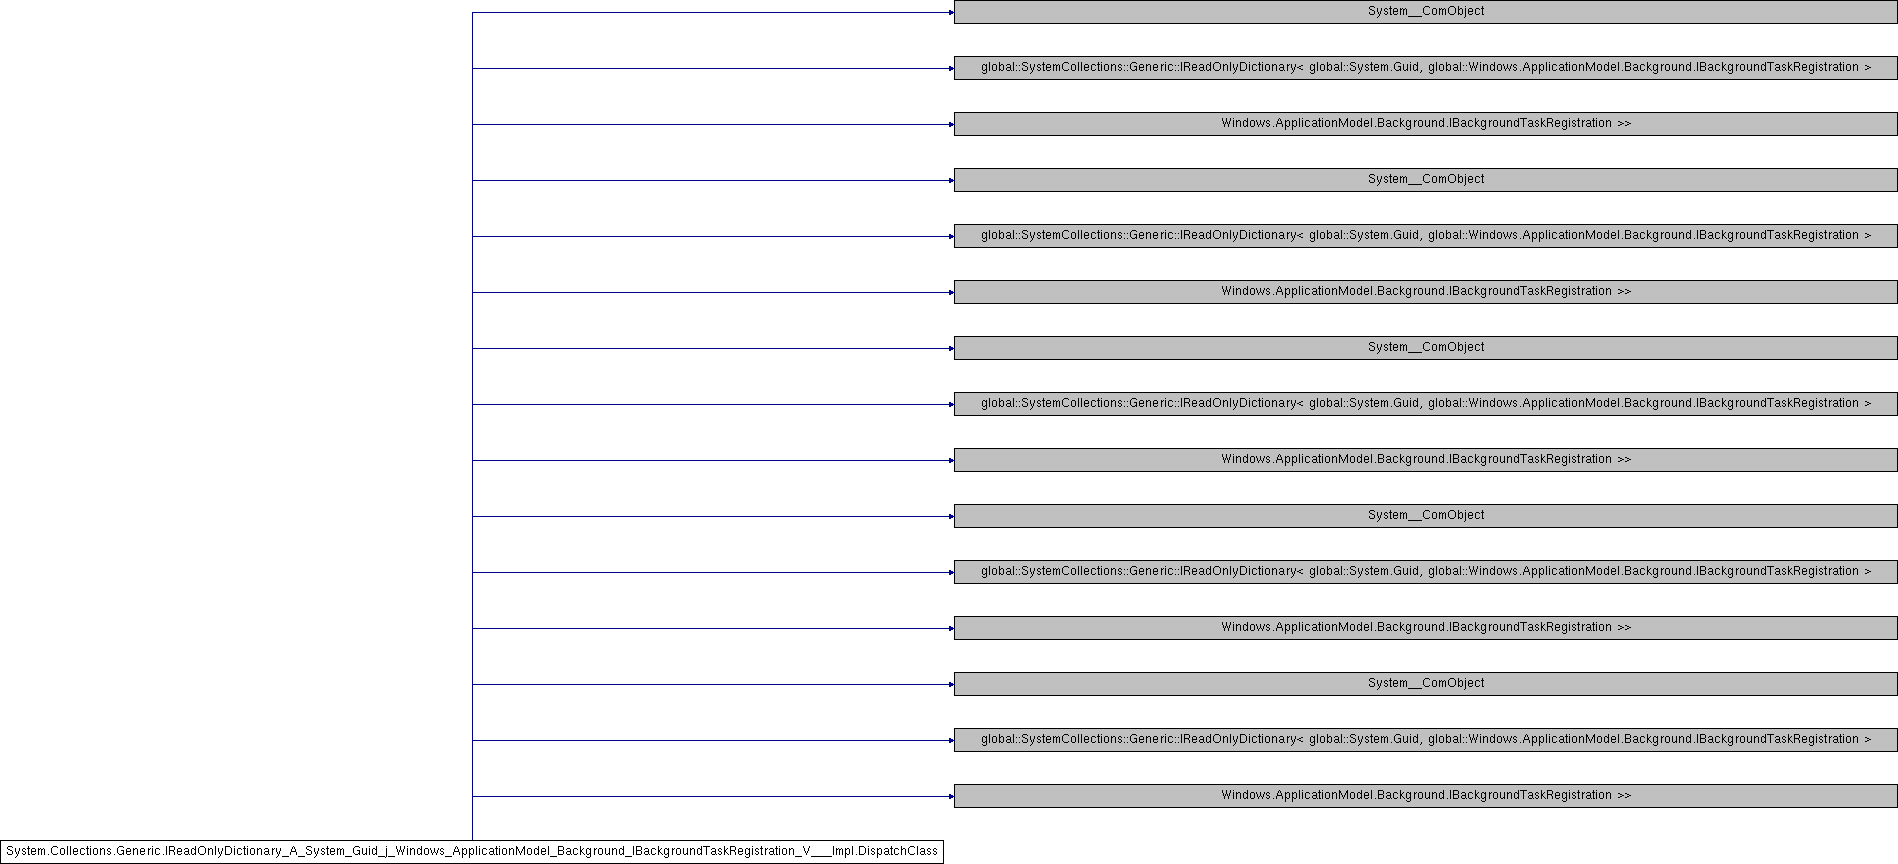 System__ComObject
global::SystemCollections::Generic::IReadOnlyDictionary< global::System.Guid, global::Windows.ApplicationModel.Background.IBackgroundTaskRegistration >
Windows.ApplicationModel.Background.IBackgroundTaskRegistration >>
System__ComObject
global::SystemCollections::Generic::IReadOnlyDictionary< global::System.Guid, global::Windows.ApplicationModel.Background.IBackgroundTaskRegistration >
Windows.ApplicationModel.Background.IBackgroundTaskRegistration >>
System__ComObject
global::SystemCollections::Generic::IReadOnlyDictionary< global::System.Guid, global::Windows.ApplicationModel.Background.IBackgroundTaskRegistration >
Windows.ApplicationModel.Background.IBackgroundTaskRegistration >>
System__ComObject
global::SystemCollections::Generic::IReadOnlyDictionary< global::System.Guid, global::Windows.ApplicationModel.Background.IBackgroundTaskRegistration >
Windows.ApplicationModel.Background.IBackgroundTaskRegistration >>
System__ComObject
global::SystemCollections::Generic::IReadOnlyDictionary< global::System.Guid, global::Windows.ApplicationModel.Background.IBackgroundTaskRegistration >
Windows.ApplicationModel.Background.IBackgroundTaskRegistration >>
System.Collections.Generic.IReadOnlyDictionary_A_System_Guid_j_Windows_ApplicationModel_Background_IBackgroundTaskRegistration_V___Impl.DispatchClass